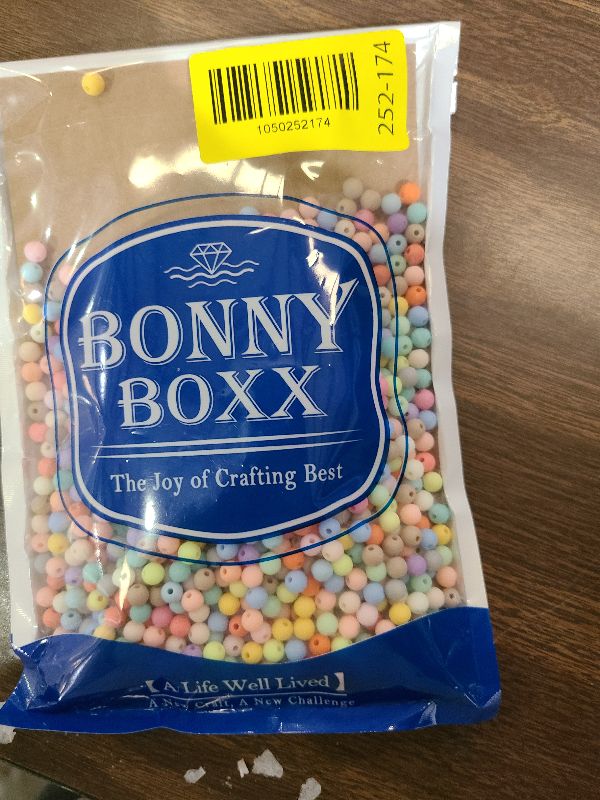 1050252174
252-174
BONNY
BOXX
The Joy of Crafting Best
【A Life Well Lived】
A New Craft, A New Challenge